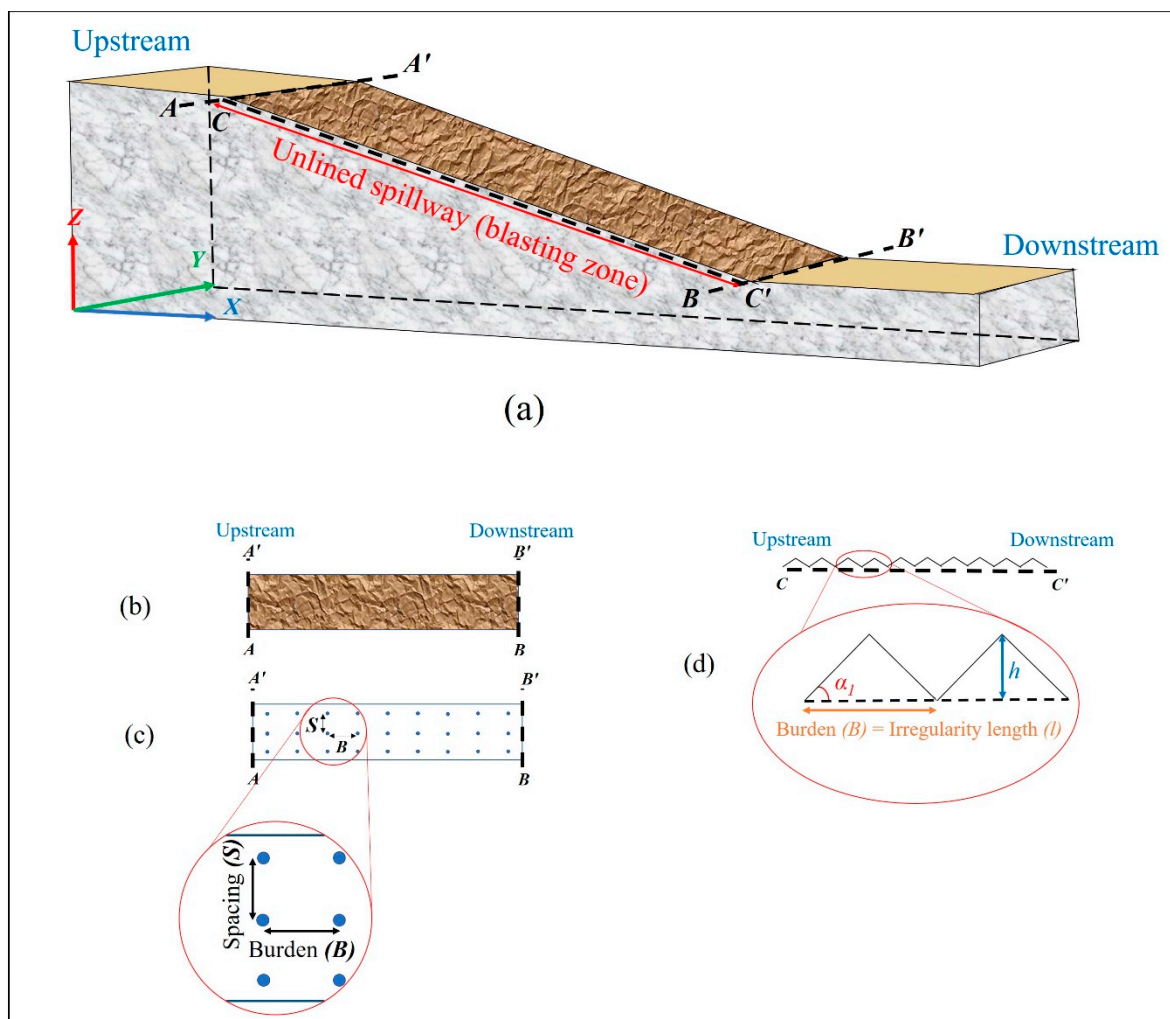 Upstream
A'
A
C
Unlined spillway (blasting zone)
B'
Downstream
B
C'
Z
Y
X
(a)
Upstream
Downstream
A'
B'
(b)
A
B
A'
B'
(c)
S
B
A
B
Spacing (S)
Burden (B)
Upstream
Downstream
C
C'
(d)
α1
h
Burden (B) = Irregularity length (l)